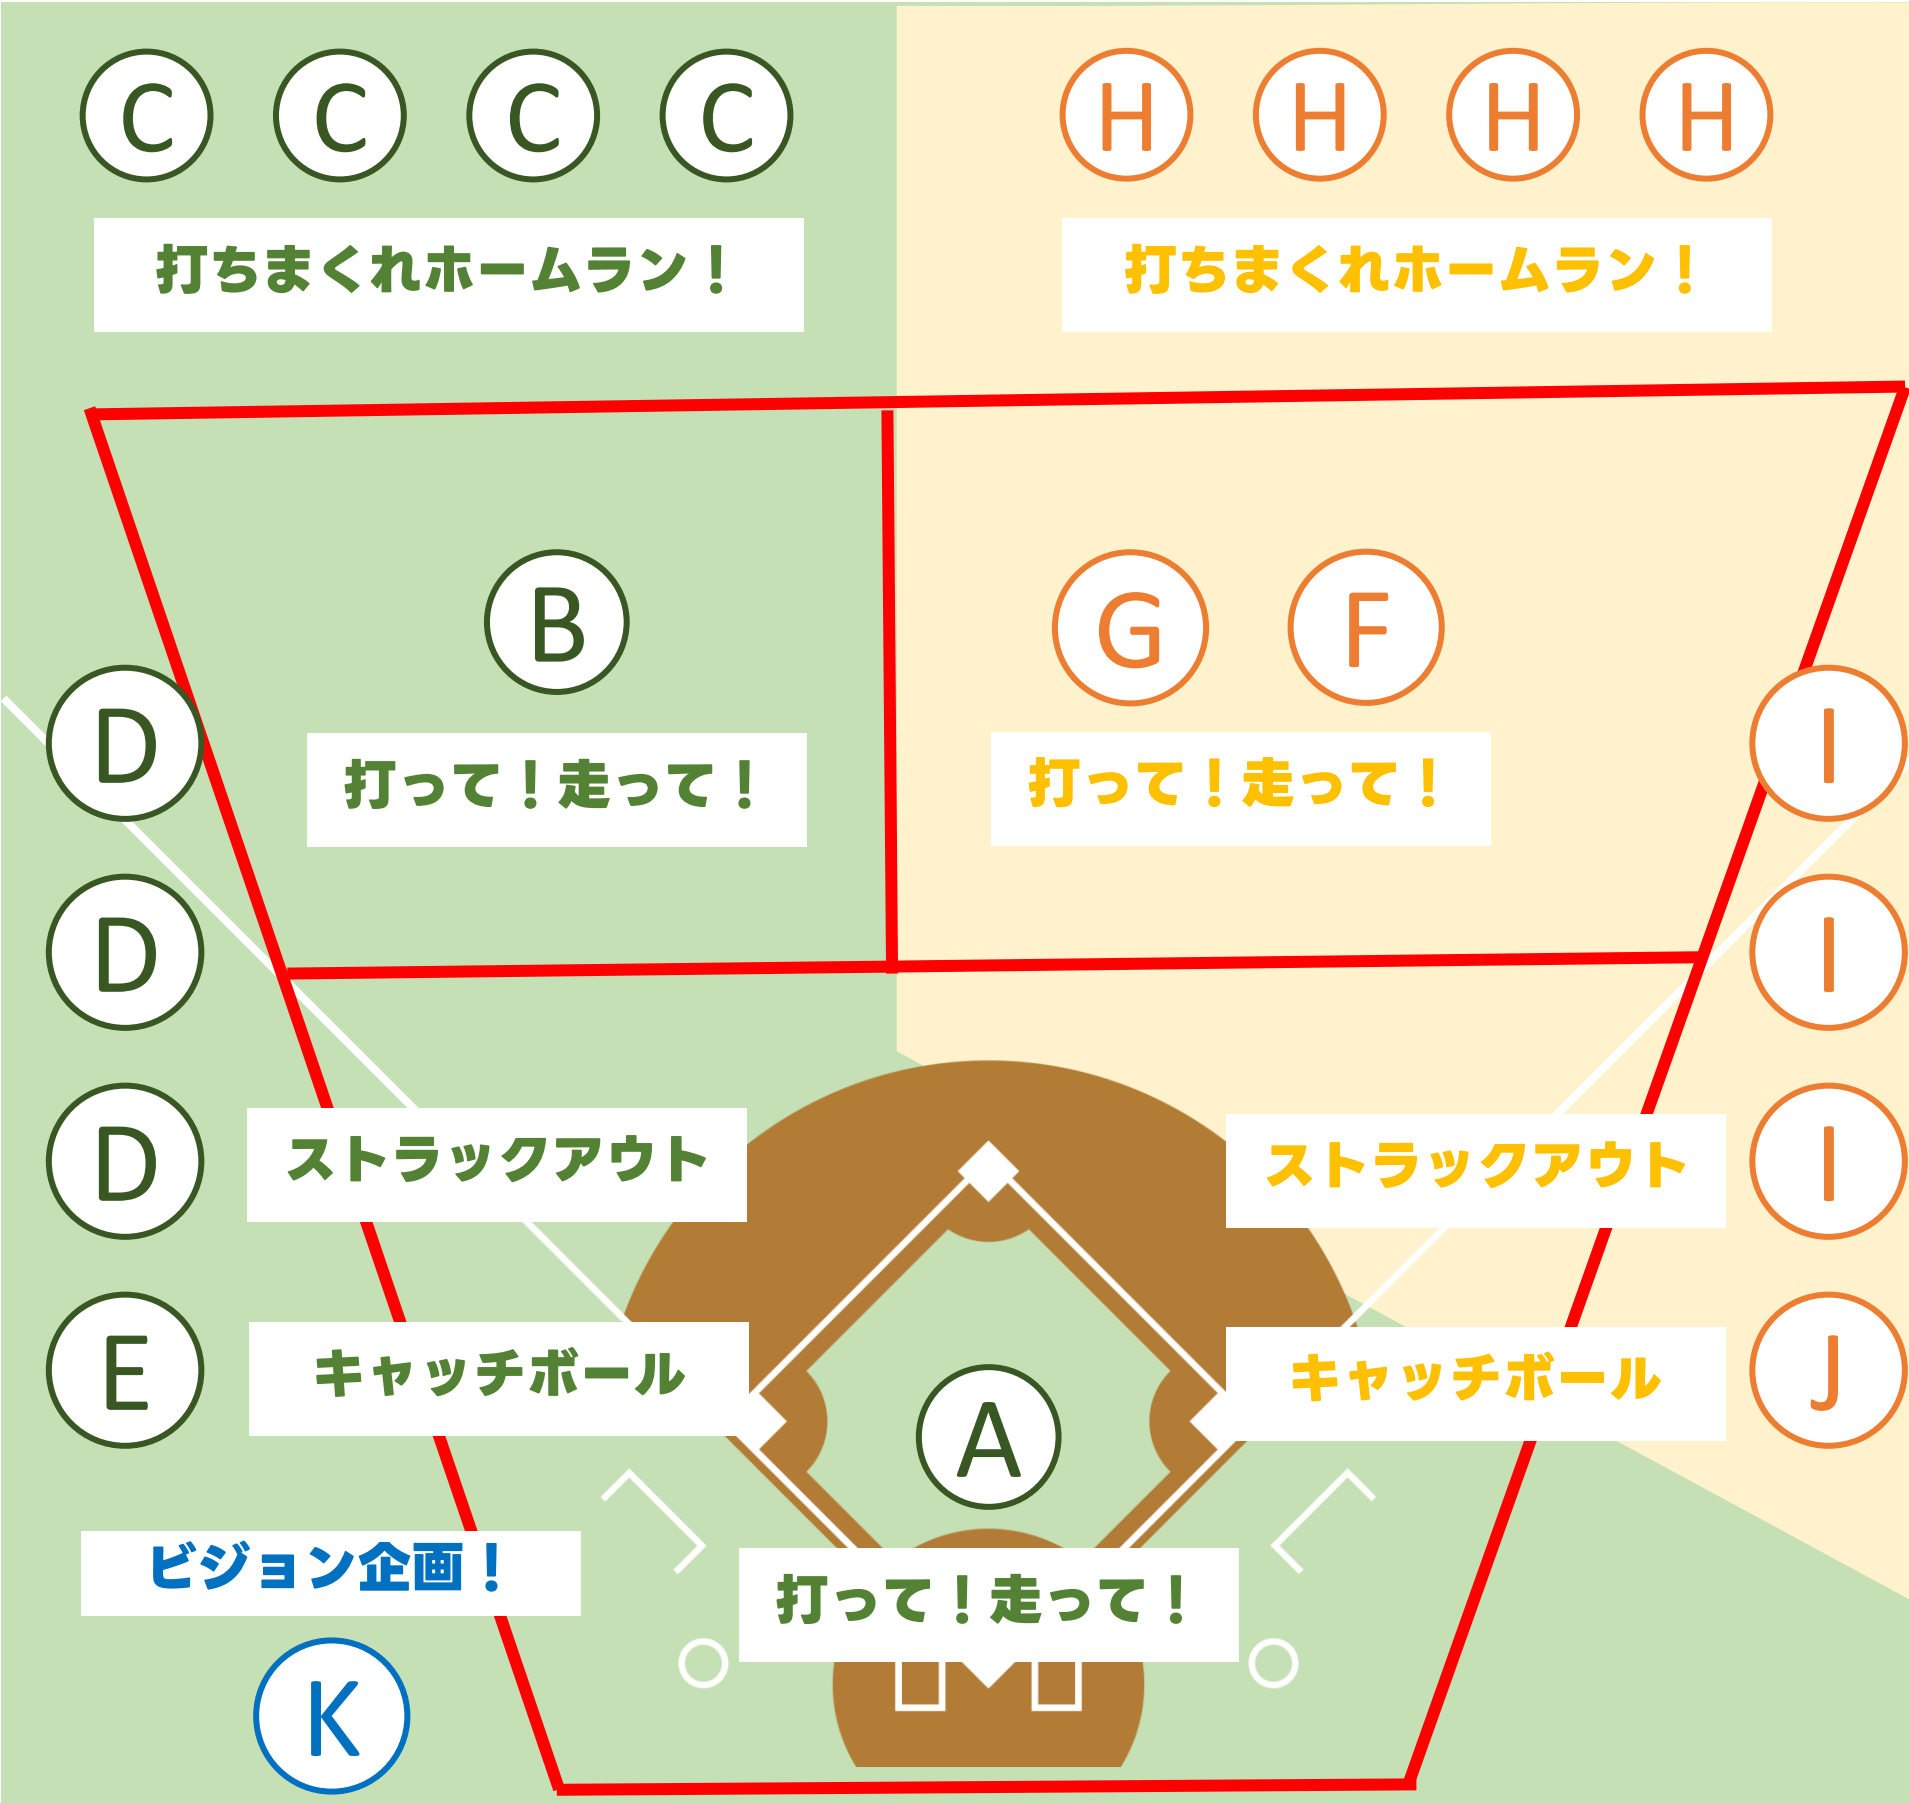 C C C C H H H H
打ちまくれホームラン！ 打ちまくれホームラン！
B G F
D I
打って！走って！ 打って！走って！
D I
D ストラックアウト ストラックアウト I
E キャッチボール キャッチボール J
A
ビジョン企画！
打って！走って！
K